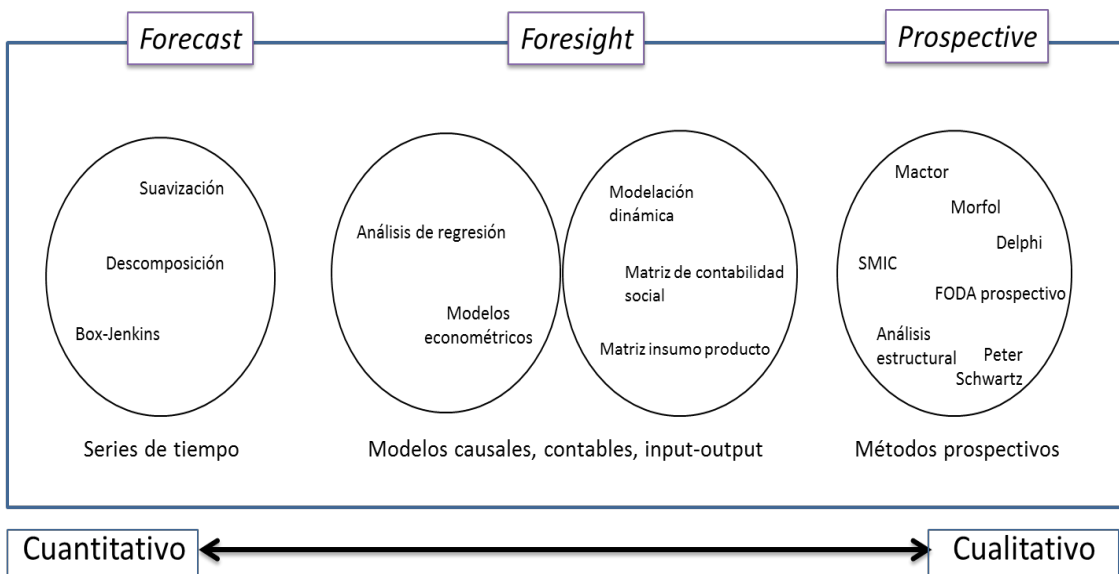 Forecast
Foresight
Prospective
Suavización
Descomposición
Box-Jenkins
Series de tiempo
Análisis de regresión
Modelos
econométricos
Modelación
dinámica
Matriz de contabilidad
social
Matriz insumo producto
Modelos causales, contables, input-output
Mactor
Morfol
Delphi
SMIC
FODA prospectivo
Análisis
estructural
Peter
Schwartz
Métodos prospectivos
Cuantitativo
Cualitativo